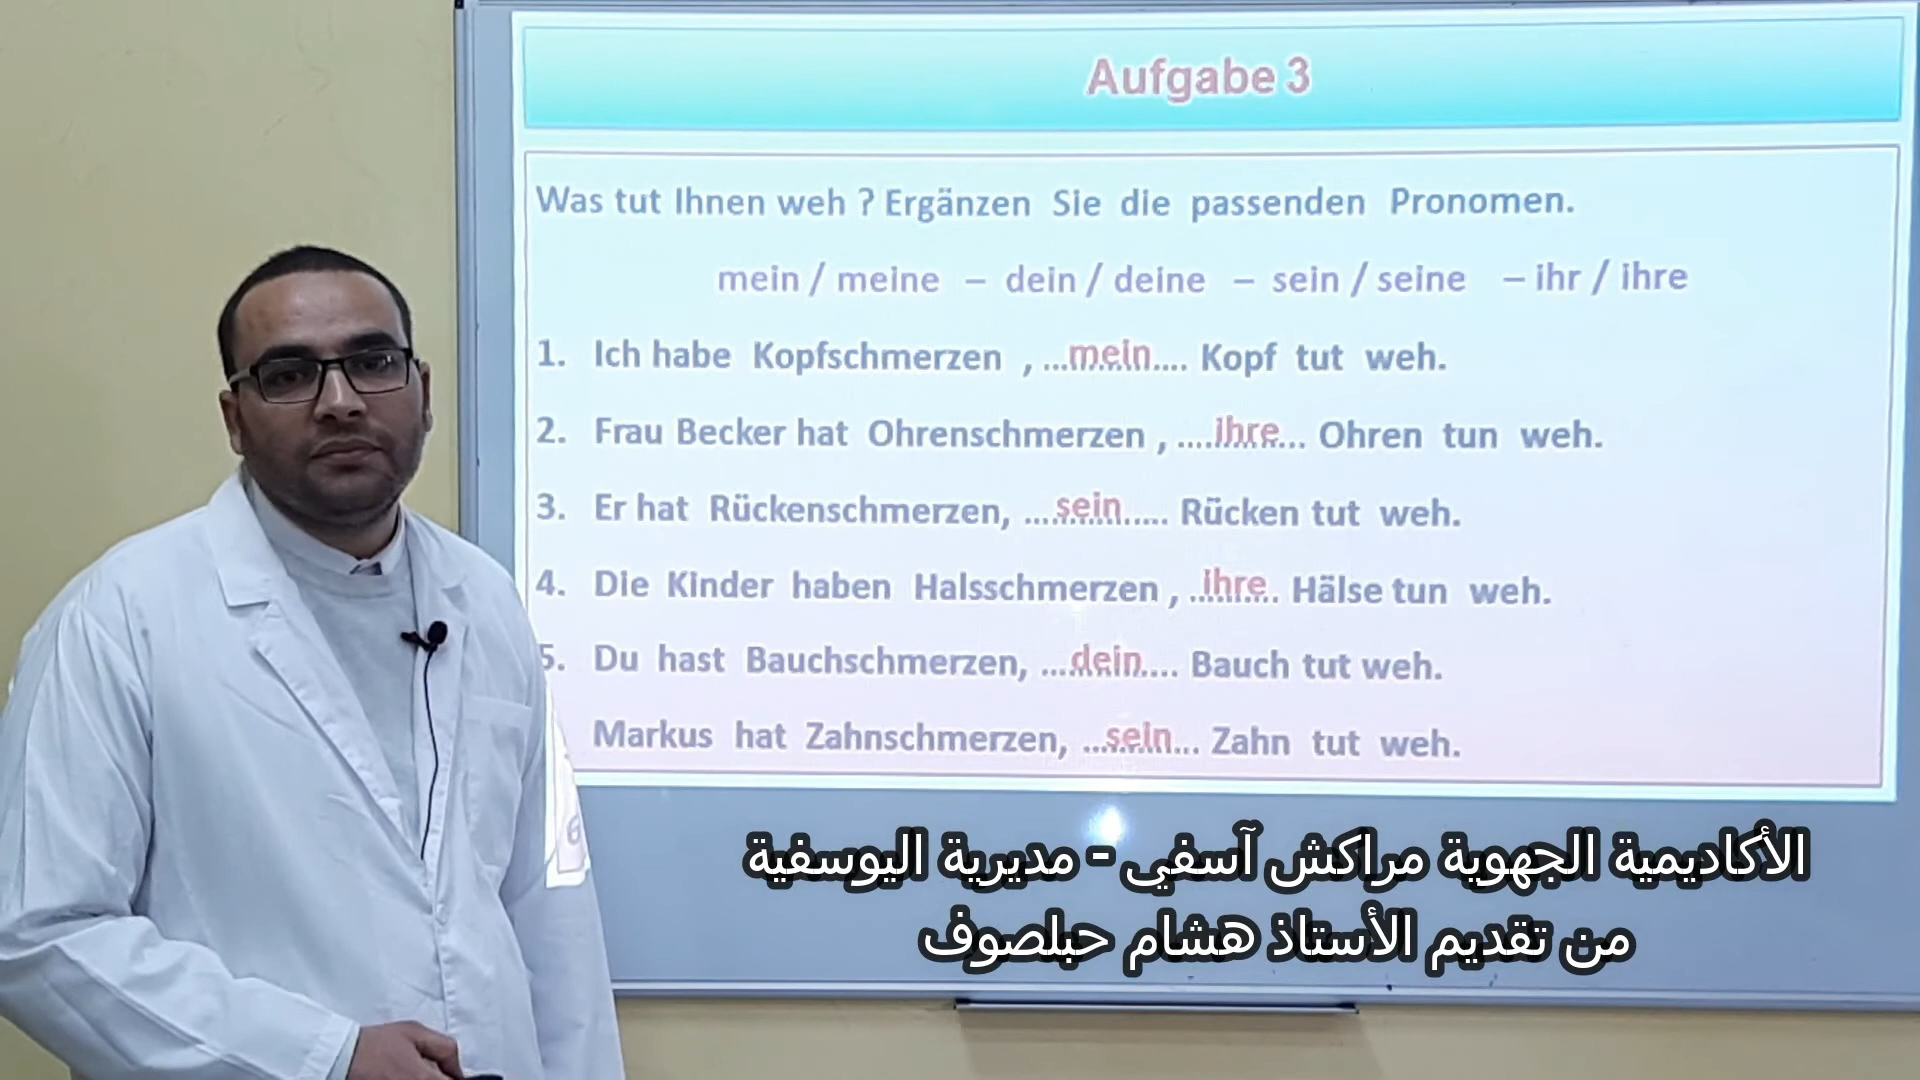 Aufgabe 3
Was tut Ihnen weh ? Ergänzen Sie die passenden Pronomen.
mein / meine – dein / deine – sein / seine – ihr / ihre
1. Ich habe Kopfschmerzen , ...mein.... Kopf tut weh.
2. Frau Becker hat Ohrenschmerzen , ....ihre... Ohren tun weh.
3. Er hat Rückenschmerzen, ....sein..... Rücken tut weh.
4. Die Kinder haben Halsschmerzen , ..ihre.. Hälse tun weh.
5. Du hast Bauchschmerzen, ...dein.... Bauch tut weh.
Markus hat Zahnschmerzen, ...sein... Zahn tut weh.
الأكاديمية الجهوية مراكش آسفي - مديرية اليوسفية
من تقديم الأستاذ هشام حبلصوف